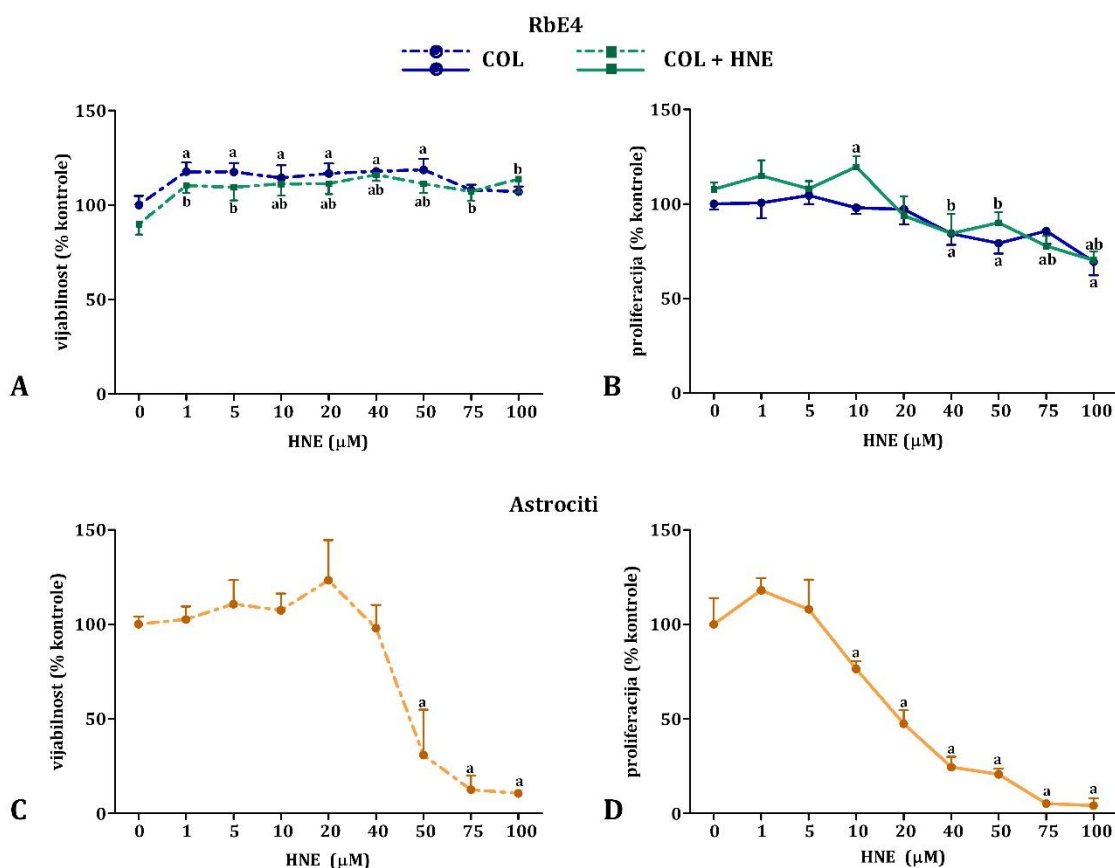 RbE4
COL COL + HNE
vijabilnost (% kontrole)
150
100
50
0
a a a a a a b
b b ab ab ab ab b
A
0 1 5 10 20 40 50 75 100
HNE (µM)
proliferacija (% kontrole)
150
100
50
0
a b b ab
a a ab a
B
0 1 5 10 20 40 50 75 100
HNE (µM)
Astrociti
vijabilnost (% kontrole)
150
100
50
0
a a a
C
0 1 5 10 20 40 50 75 100
HNE (µM)
proliferacija (% kontrole)
150
100
50
0
a a a a a a
D
0 1 5 10 20 40 50 75 100
HNE (µM)